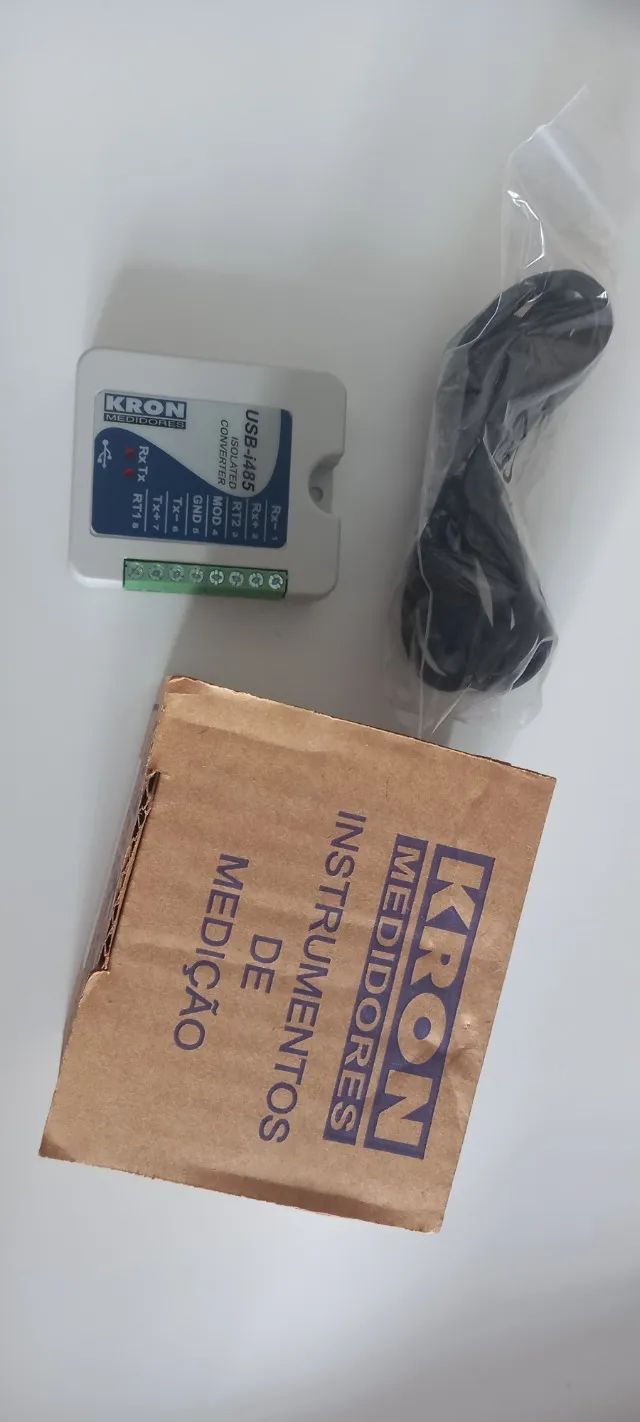 KRON
MEDIDORES
USB-i485
ISOLATED
CONVERTER
Rx Tx
Rx- 1
Rx+ 2
RT2 3
MOD 4
GND 5
Tx- 6
Tx+ 7
RT1 8
KRON
MEDIDORES
INSTRUMENTOS
DE
MEDIÇÃO